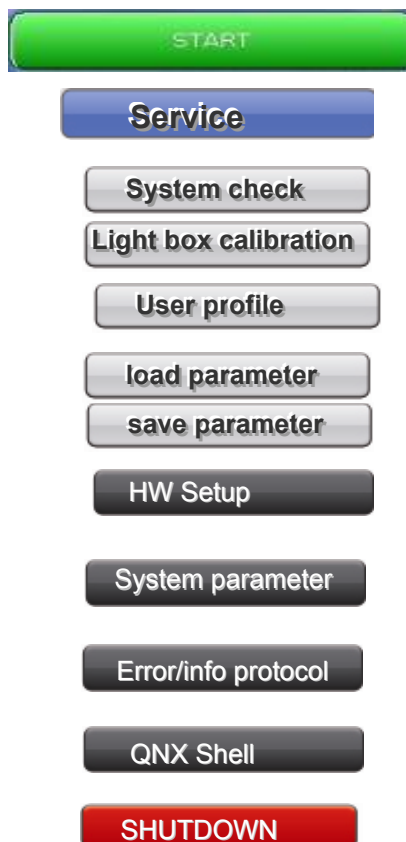 START
Service
System check
Light box calibration
User profile
load parameter
save parameter
HW Setup
System parameter
Error/info protocol
QNX Shell
SHUTDOWN